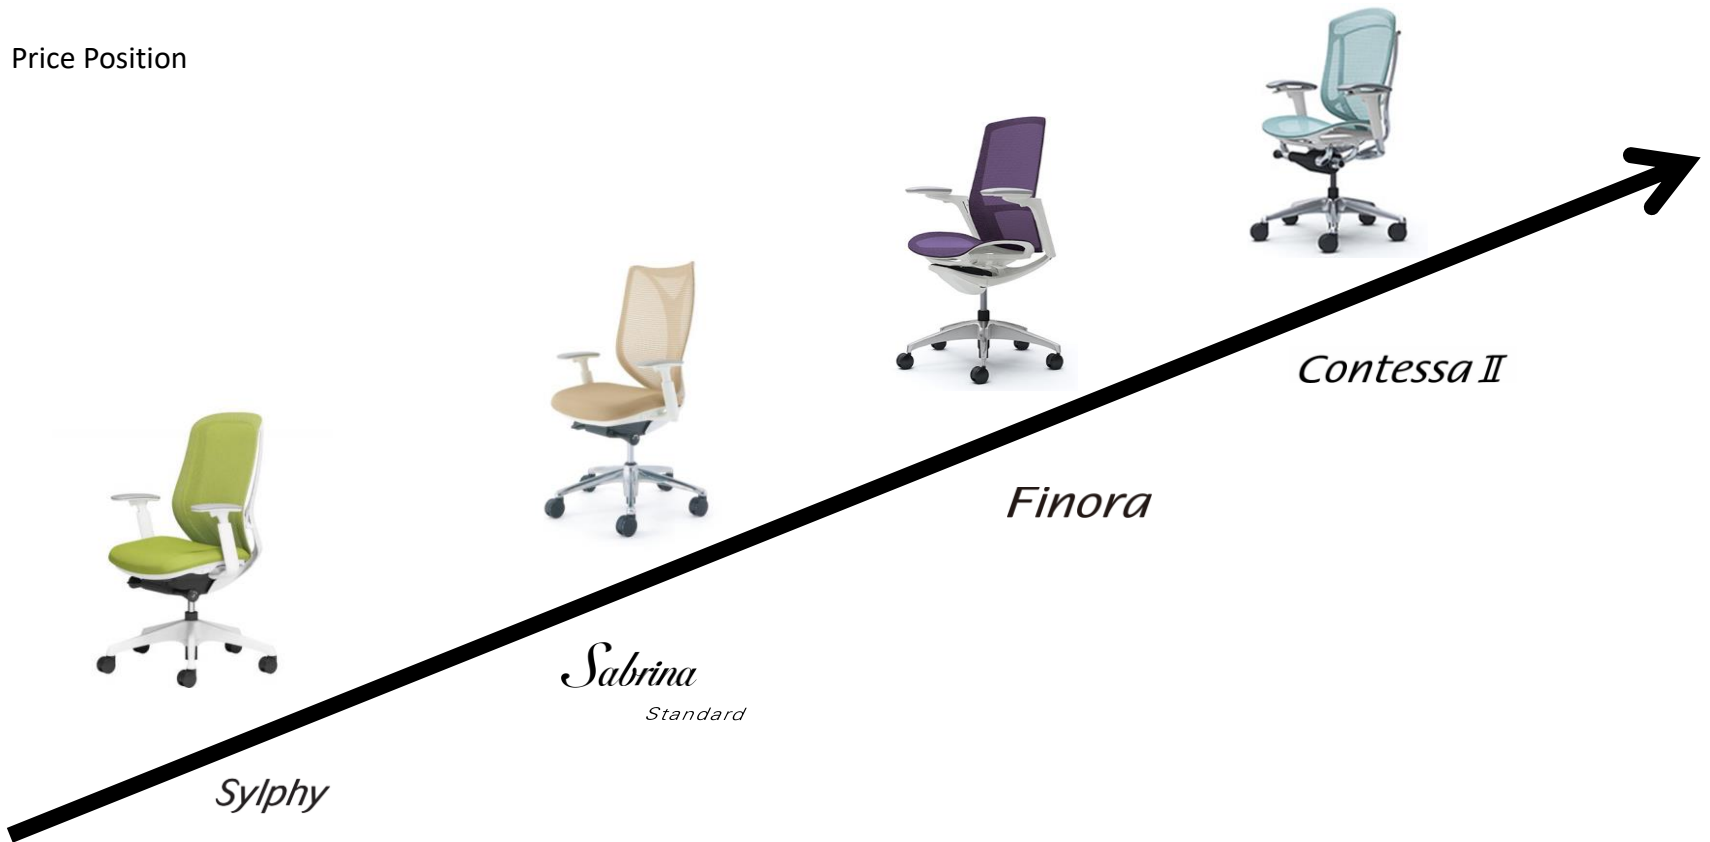 Price Position
Contessa II
Finora
Sabrina
Standard
Sylphy